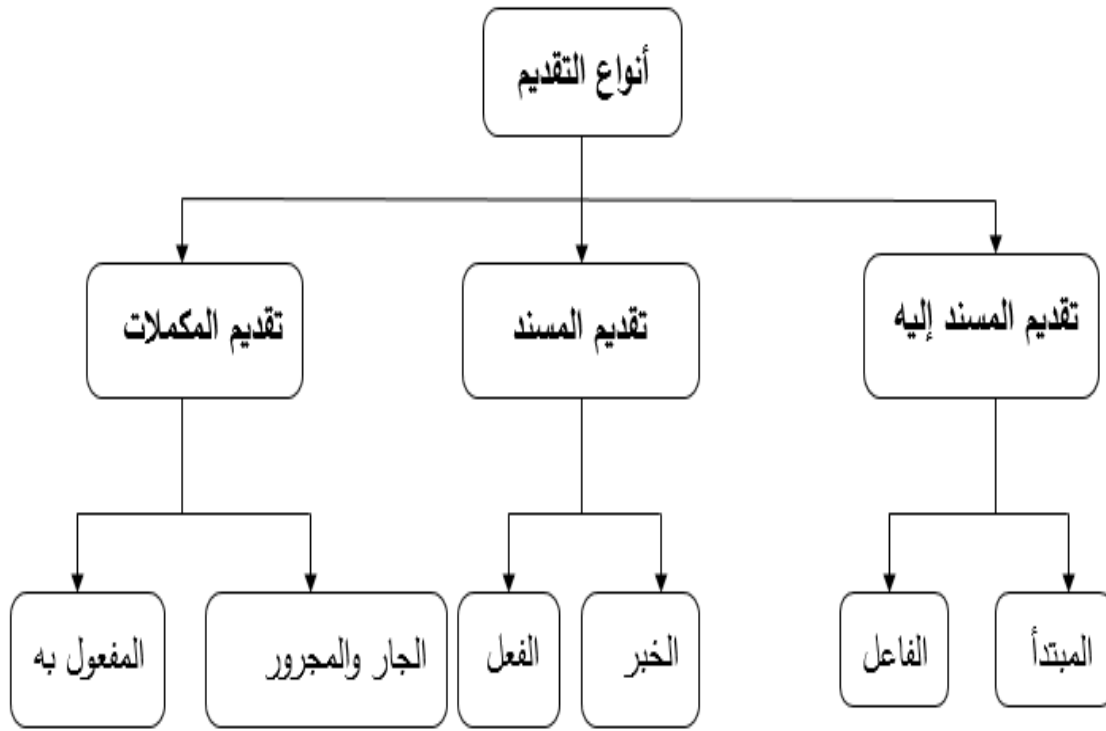 أنواع التقديم
تقديم المسند إليه
تقديم المسند
تقديم المكملات
المبتدأ
الفاعل
الخبر
الفعل
الجار والمجرور
المفعول به